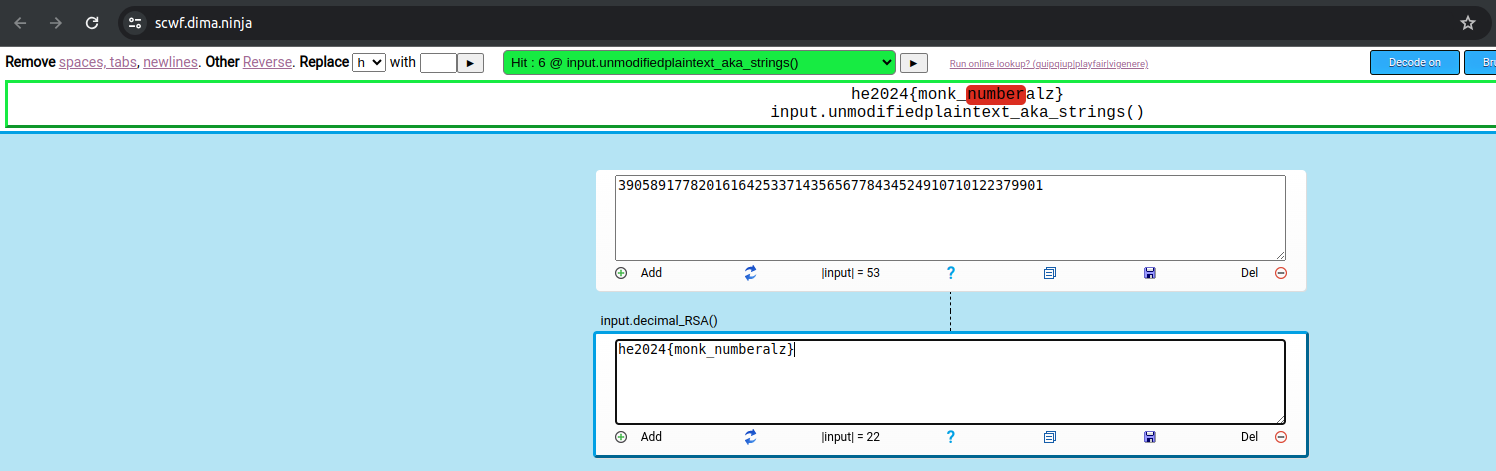 scwf.dima.ninja
Remove spaces, tabs, newlines. Other Reverse. Replace h with ► Hit : 6 @ input.unmodifiedplaintext_aka_strings() ► Run online lookup? (quipqiup|playfair|vigenere) Decode on Bru
he2024{monk_numberalz}
input.unmodifiedplaintext_aka_strings()
39058917782016164253371435656778434524910710122379901
Add |input| = 53 ? Del
input.decimal_RSA()
he2024{monk_numberalz}
Add |input| = 22 ? Del